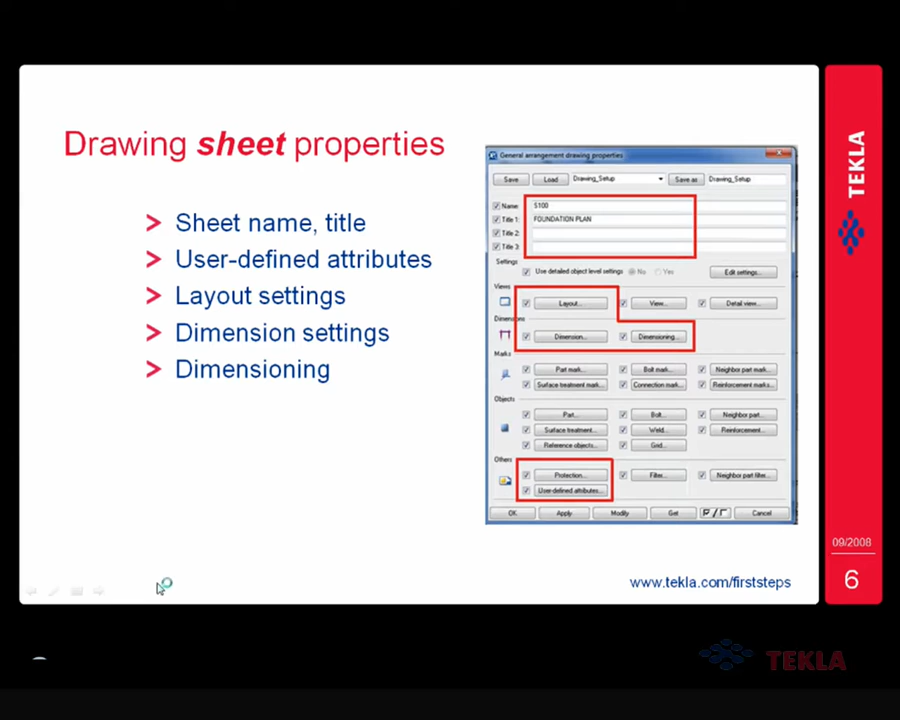 Drawing sheet properties
> Sheet name, title
> User-defined attributes
> Layout settings
> Dimension settings
> Dimensioning
General arrangement drawing properties
Save Load Drawing_Setup Save as Drawing_Setup
Name: S100
Title 1: FOUNDATION PLAN
Title 2:
Title 3:
Settings
Use detailed object level settings No Yes Edit settings...
Views
Layout... View... Detail view...
Dimensions
Dimension... Dimensioning...
Marks
Part mark... Bolt mark... Neighbor part mark...
Surface treatment mark... Connection mark... Reinforcement marks...
Objects
Part... Bolt... Neighbor part...
Surface treatment... Weld... Reinforcement...
Reference objects... Grid...
Others
Protection... Filter... Neighbor part filter...
User-defined attributes...
OK Apply Modify Get Cancel
www.tekla.com/firststeps
TEKLA
09/2008
6
TEKLA